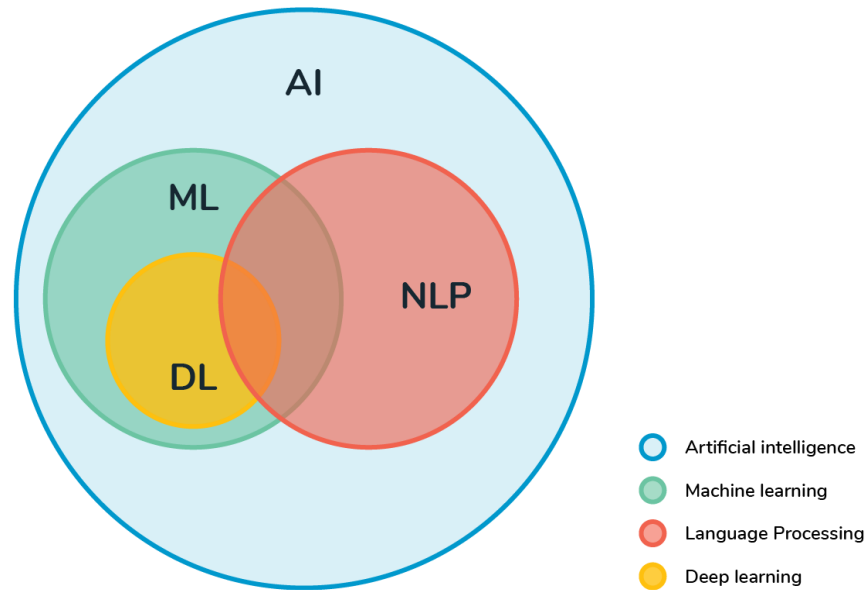 AI
ML
NLP
DL
Artificial intelligence
Machine learning
Language Processing
Deep learning